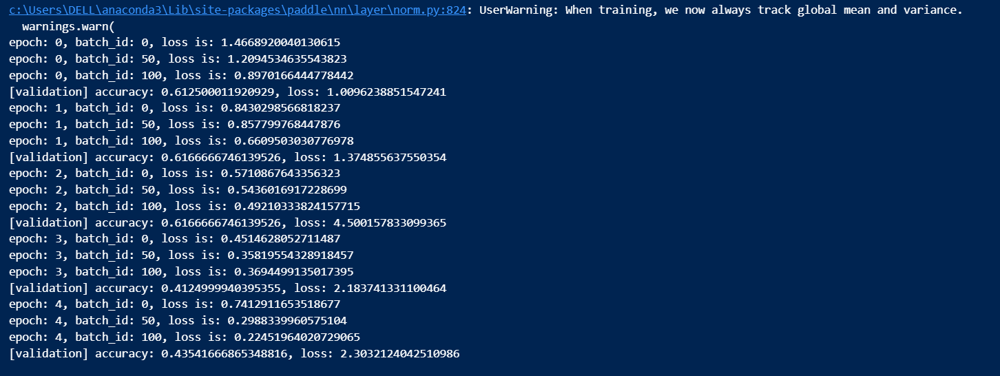 c:\Users\DELL\anaconda3\Lib\site-packages\paddle\nn\layer\norm.py:824: UserWarning: When training, we now always track global mean and variance.
  warnings.warn(
epoch: 0, batch_id: 0, loss is: 1.4668920040130615
epoch: 0, batch_id: 50, loss is: 1.2094534635543823
epoch: 0, batch_id: 100, loss is: 0.8970166444778442
[validation] accuracy: 0.612500011920929, loss: 1.0096238851547241
epoch: 1, batch_id: 0, loss is: 0.8430298566818237
epoch: 1, batch_id: 50, loss is: 0.857799768447876
epoch: 1, batch_id: 100, loss is: 0.6609503030776978
[validation] accuracy: 0.6166666746139526, loss: 1.374855637550354
epoch: 2, batch_id: 0, loss is: 0.5710867643356323
epoch: 2, batch_id: 50, loss is: 0.5436016917228699
epoch: 2, batch_id: 100, loss is: 0.49210333824157715
[validation] accuracy: 0.6166666746139526, loss: 4.500157833099365
epoch: 3, batch_id: 0, loss is: 0.4514628052711487
epoch: 3, batch_id: 50, loss is: 0.35819554328918457
epoch: 3, batch_id: 100, loss is: 0.3694499135017395
[validation] accuracy: 0.4124999940395355, loss: 2.183741331100464
epoch: 4, batch_id: 0, loss is: 0.7412911653518677
epoch: 4, batch_id: 50, loss is: 0.2988339960575104
epoch: 4, batch_id: 100, loss is: 0.22451964020729065
[validation] accuracy: 0.43541666865348816, loss: 2.3032124042510986